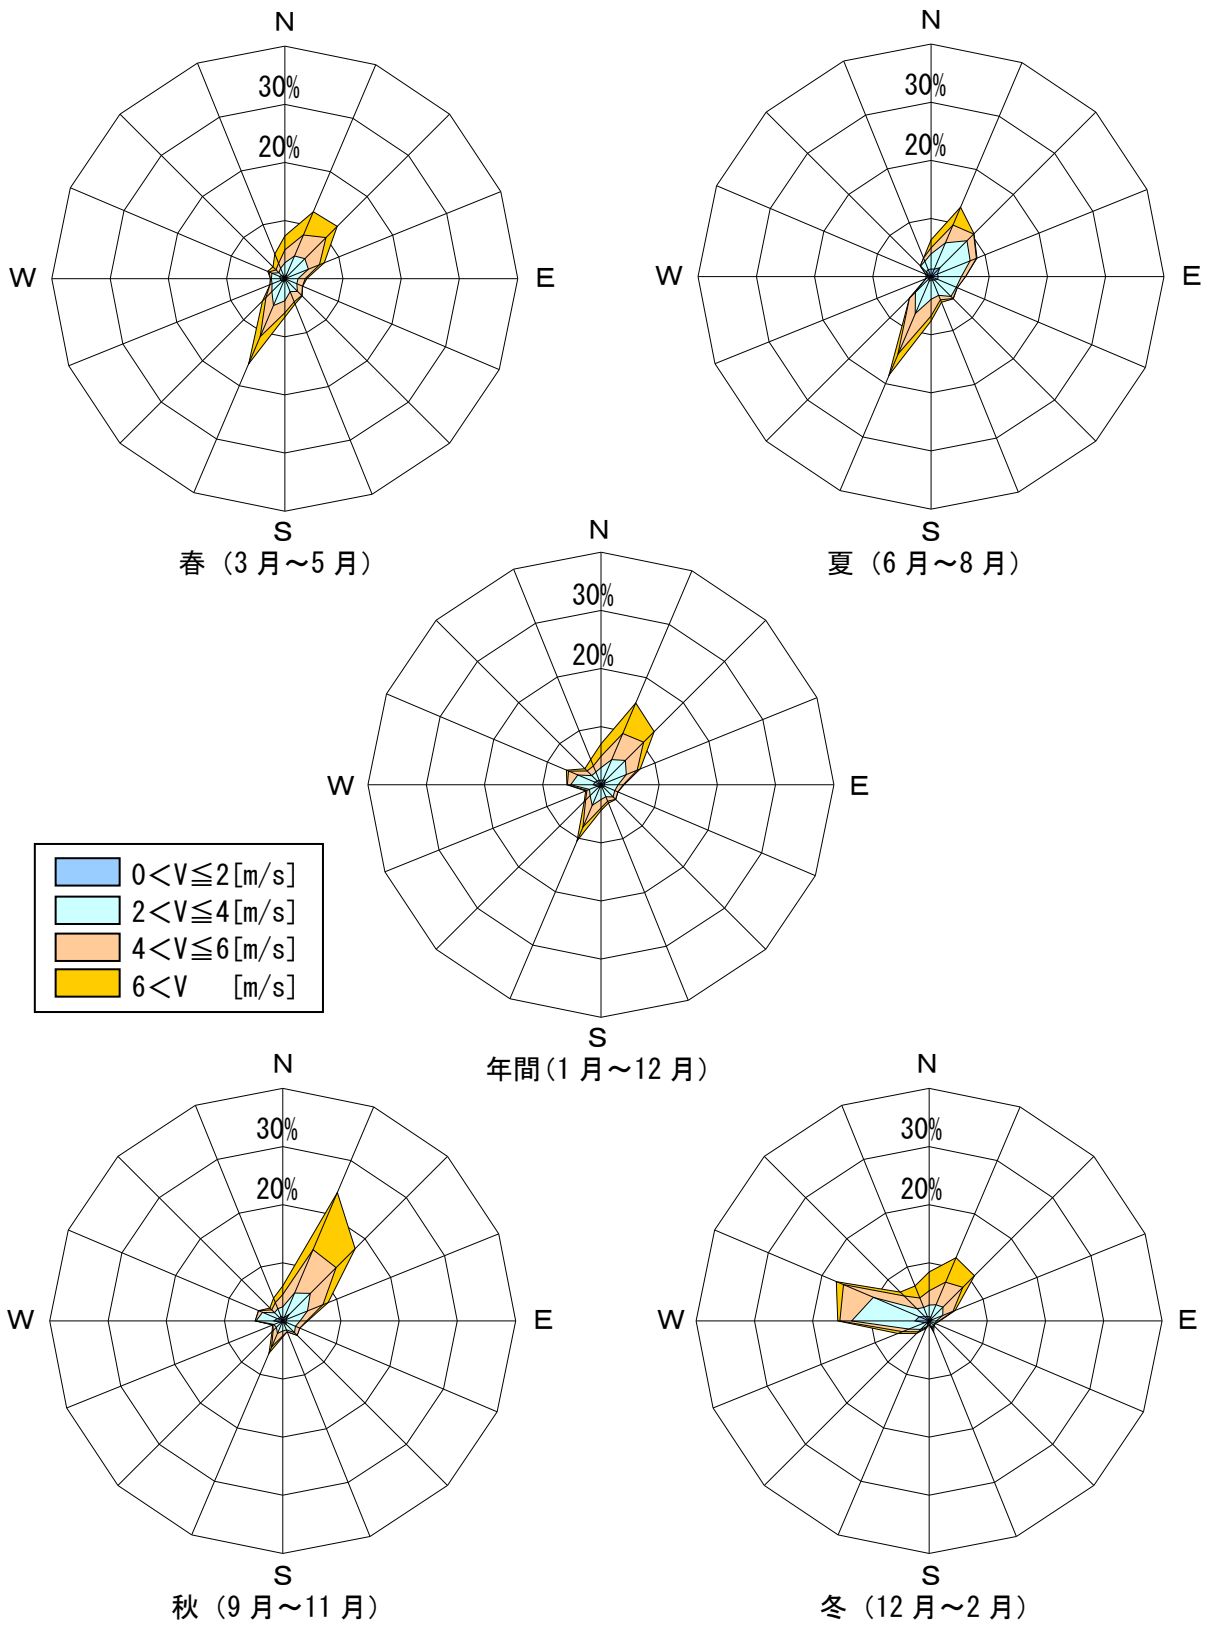 N
30%
20%
W
E
S
春 (3 月～5 月)
N
30%
20%
W
E
S
夏 (6 月～8 月)
N
30%
20%
W
E
S
年間(1 月～12 月)
0＜V≦2[m/s]
2＜V≦4[m/s]
4＜V≦6[m/s]
6＜V [m/s]
N
30%
20%
W
E
S
秋 (9 月～11 月)
N
30%
20%
W
E
S
冬 (12 月～2 月)